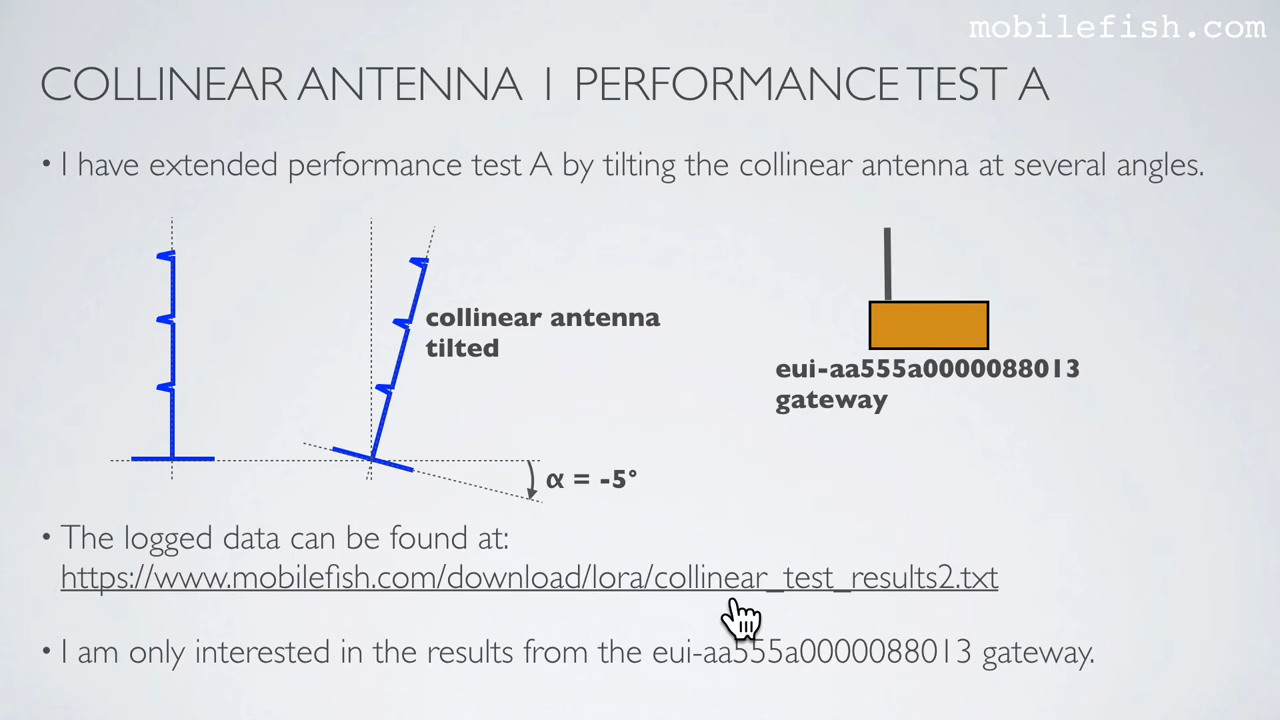 mobilefish.com
COLLINEAR ANTENNA 1 PERFORMANCE TEST A
• I have extended performance test A by tilting the collinear antenna at several angles.
collinear antenna
tilted
eui-aa555a0000088013
gateway
α = -5°
• The logged data can be found at:
https://www.mobilefish.com/download/lora/collinear_test_results2.txt
• I am only interested in the results from the eui-aa555a0000088013 gateway.